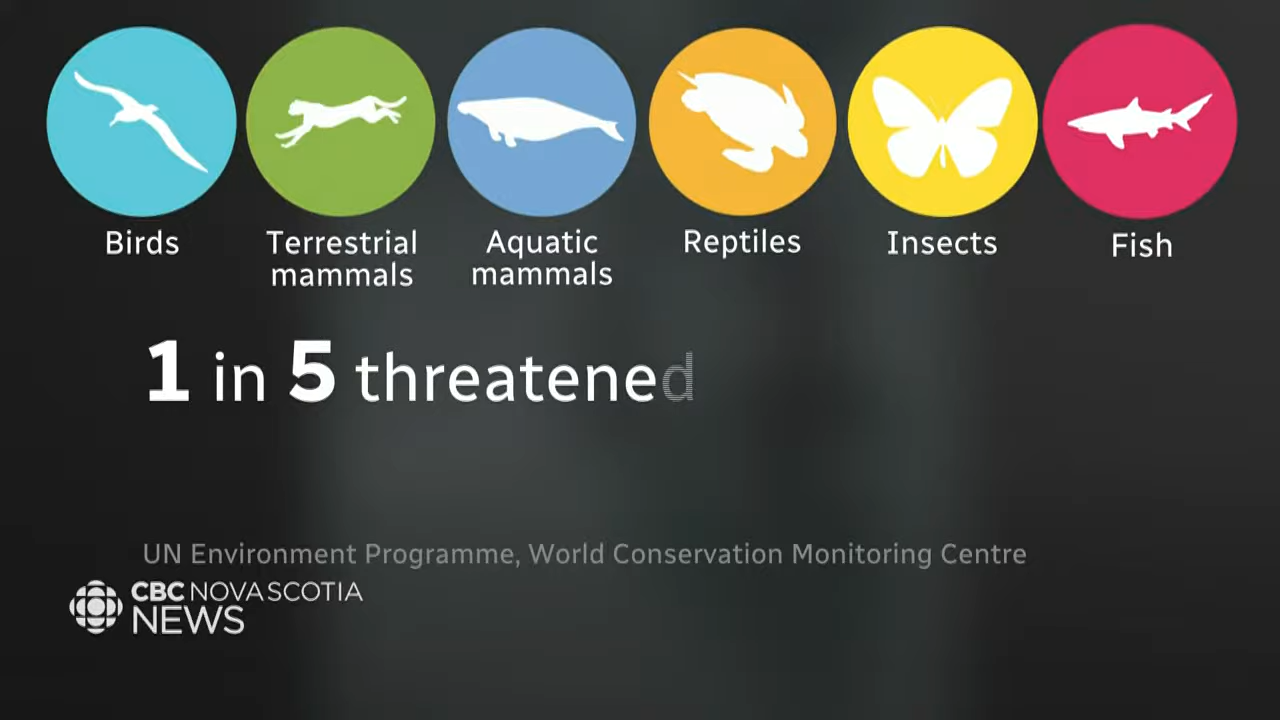 Birds
Terrestrial
mammals
Aquatic
mammals
Reptiles
Insects
Fish
1 in 5 threatened
UN Environment Programme, World Conservation Monitoring Centre
CBC NOVA SCOTIA
NEWS